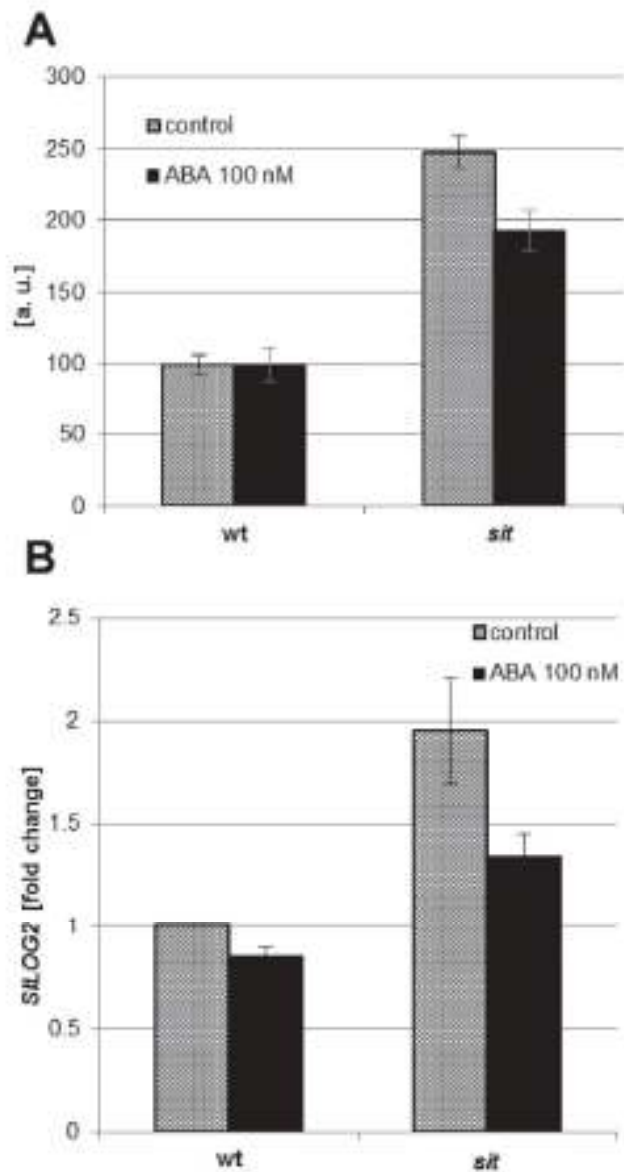 A
300
250
200
150
100
50
0
[a. u.]
control
ABA 100 nM
wt
sit
B
2.5
2
1.5
1
0.5
0
SlLOG2 [fold change]
control
ABA 100 nM
wt
sit